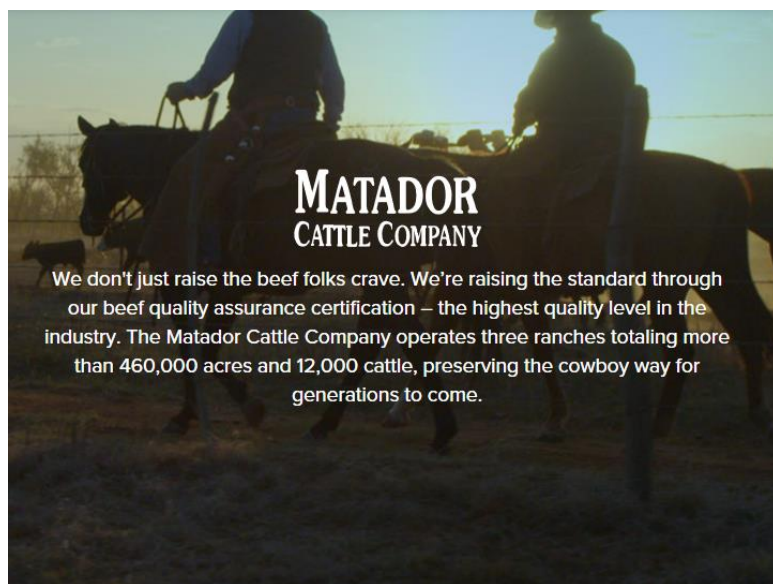 MATADOR
CATTLE COMPANY
We don't just raise the beef folks crave. We’re raising the standard through
our beef quality assurance certification – the highest quality level in the
industry. The Matador Cattle Company operates three ranches totaling more
than 460,000 acres and 12,000 cattle, preserving the cowboy way for
generations to come.